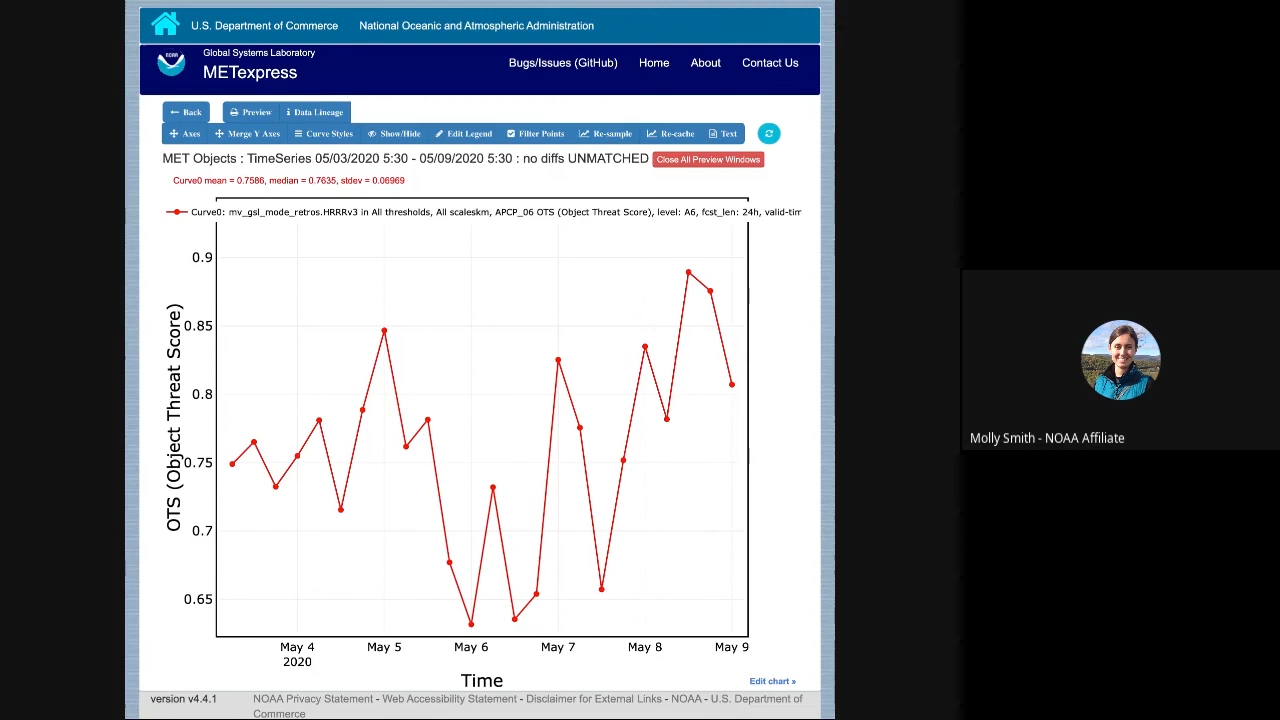 U.S. Department of Commerce National Oceanic and Atmospheric Administration
Global Systems Laboratory
METexpress
Bugs/Issues (GitHub) Home About Contact Us
NOAA
Back Preview Data Lineage
Axes Merge Y Axes Curve Styles Show/Hide Edit Legend Filter Points Re-sample Re-cache Text
MET Objects : TimeSeries 05/03/2020 5:30 - 05/09/2020 5:30 : no diffs UNMATCHED Close All Preview Windows
Curve0 mean = 0.7586, median = 0.7635, stdev = 0.06969
Curve0: mv_gsl_mode_retros.HRRRv3 in All thresholds, All scaleskm, APCP_06 OTS (Object Threat Score), level: A6, fcst_len: 24h, valid-tim
OTS (Object Threat Score)
0.9
0.85
0.8
0.75
0.7
0.65
May 4 May 5 May 6 May 7 May 8 May 9
2020
Time
Edit chart »
version v4.4.1 NOAA Privacy Statement - Web Accessibility Statement - Disclaimer for External Links - NOAA - U.S. Department of
Commerce
Molly Smith - NOAA Affiliate